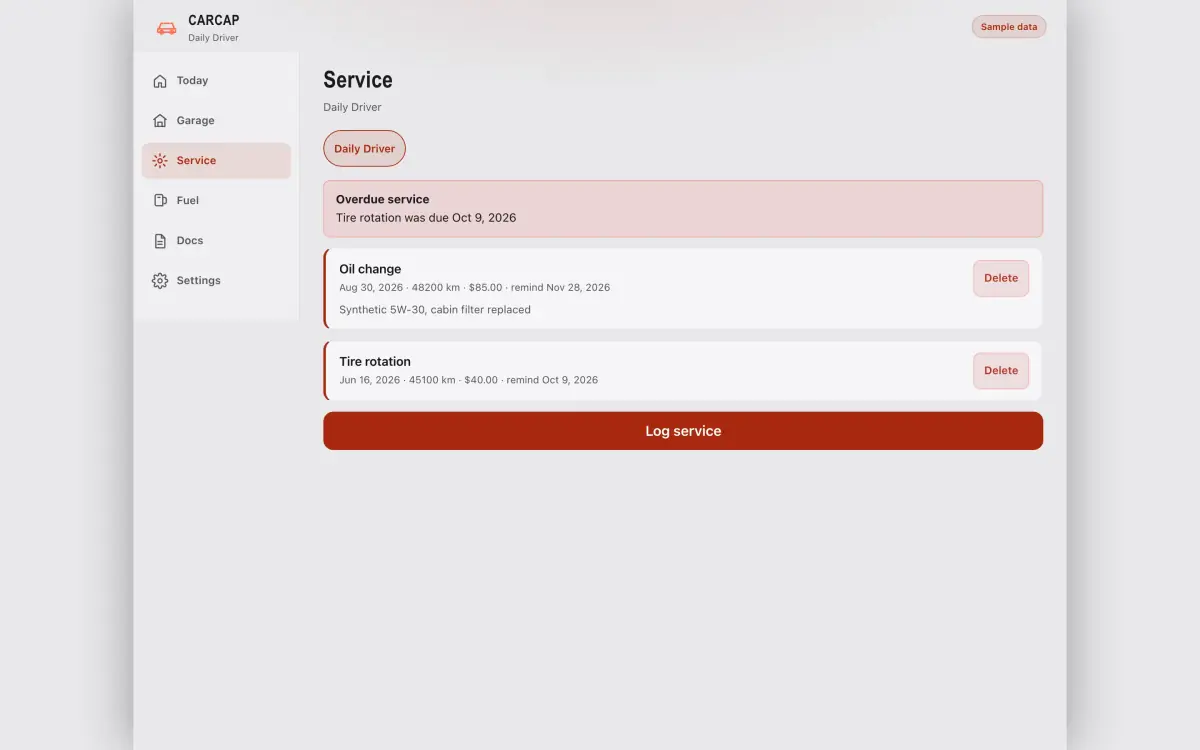 CARCAP
Daily Driver
Sample data
Today
Garage
Service
Fuel
Docs
Settings
Service
Daily Driver
Daily Driver
Overdue service
Tire rotation was due Oct 9, 2026
Oil change
Aug 30, 2026 · 48200 km · $85.00 · remind Nov 28, 2026
Synthetic 5W-30, cabin filter replaced
Delete
Tire rotation
Jun 16, 2026 · 45100 km · $40.00 · remind Oct 9, 2026
Delete
Log service